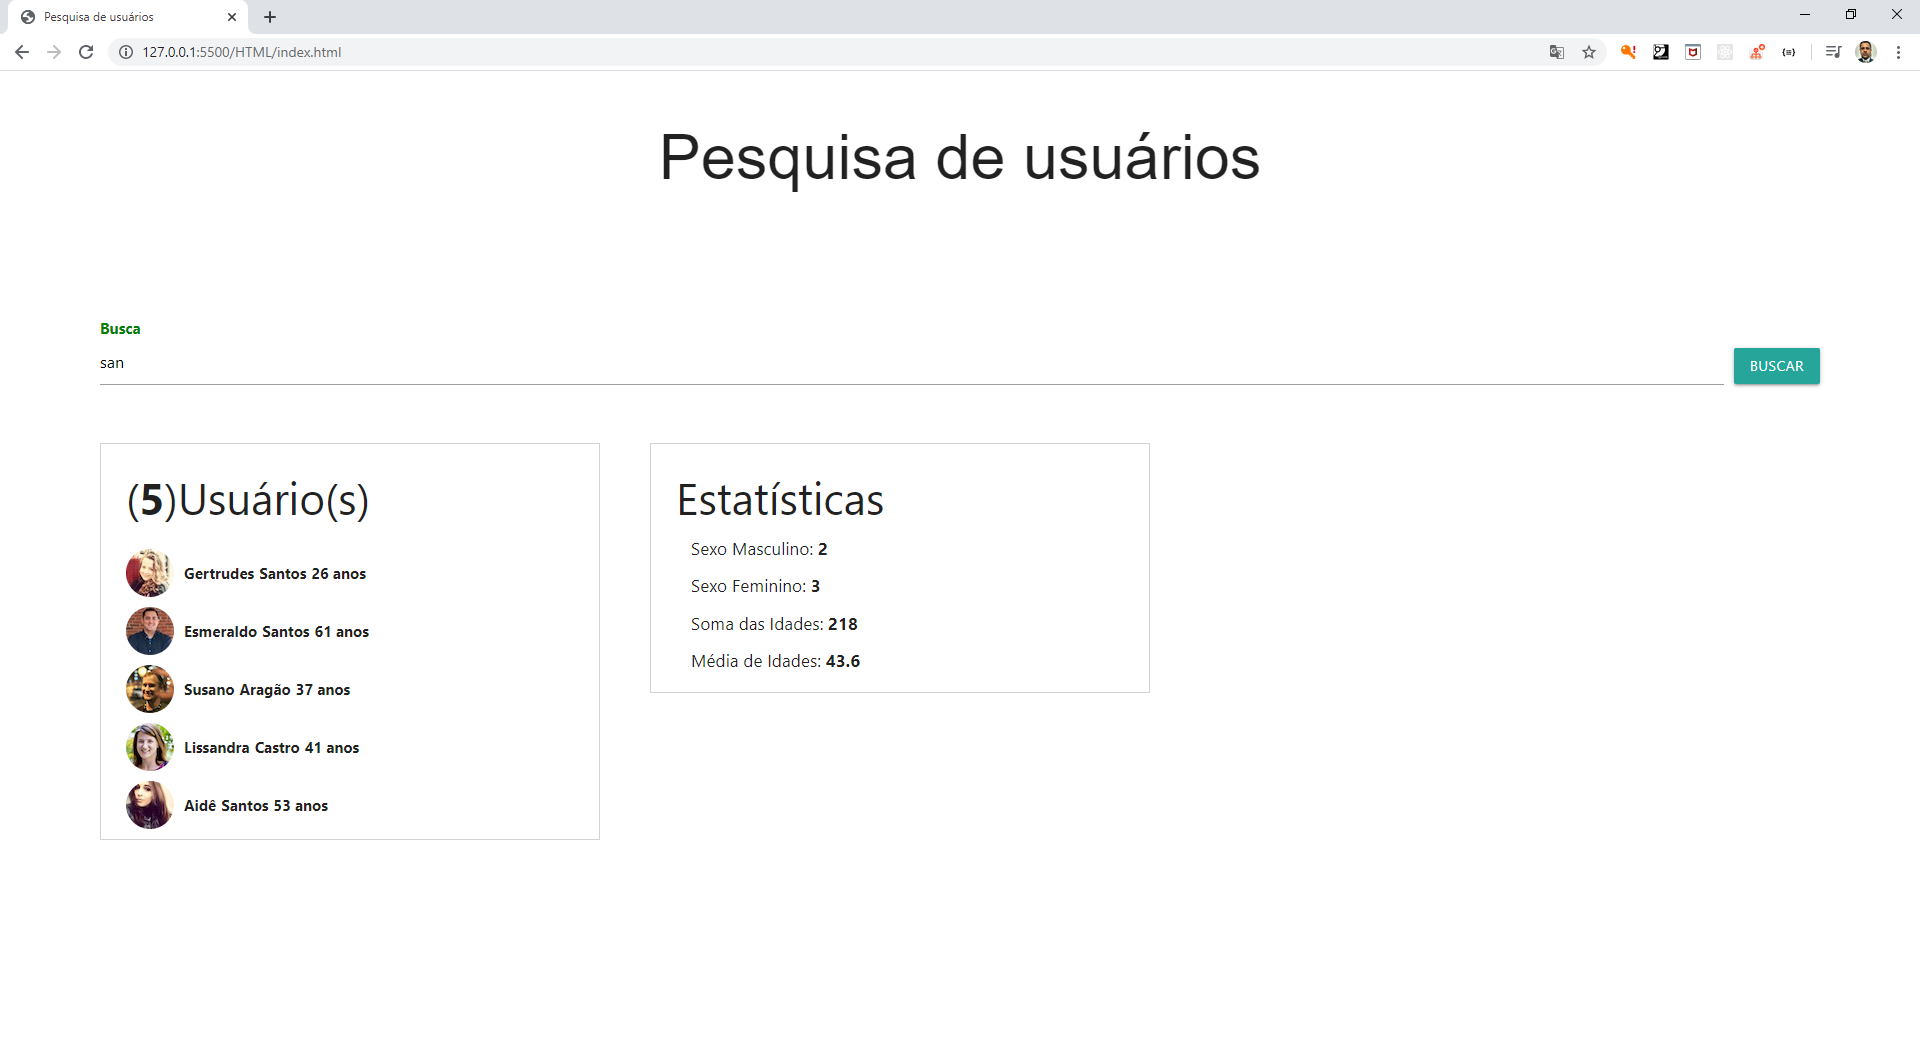 Pesquisa de usuários
127.0.0.1:5500/HTML/index.html
Pesquisa de usuários
Busca
san
BUSCAR
(5)Usuário(s)
Gertrudes Santos 26 anos
Esmeraldo Santos 61 anos
Susano Aragão 37 anos
Lissandra Castro 41 anos
Aidê Santos 53 anos
Estatísticas
Sexo Masculino: 2
Sexo Feminino: 3
Soma das Idades: 218
Média de Idades: 43.6